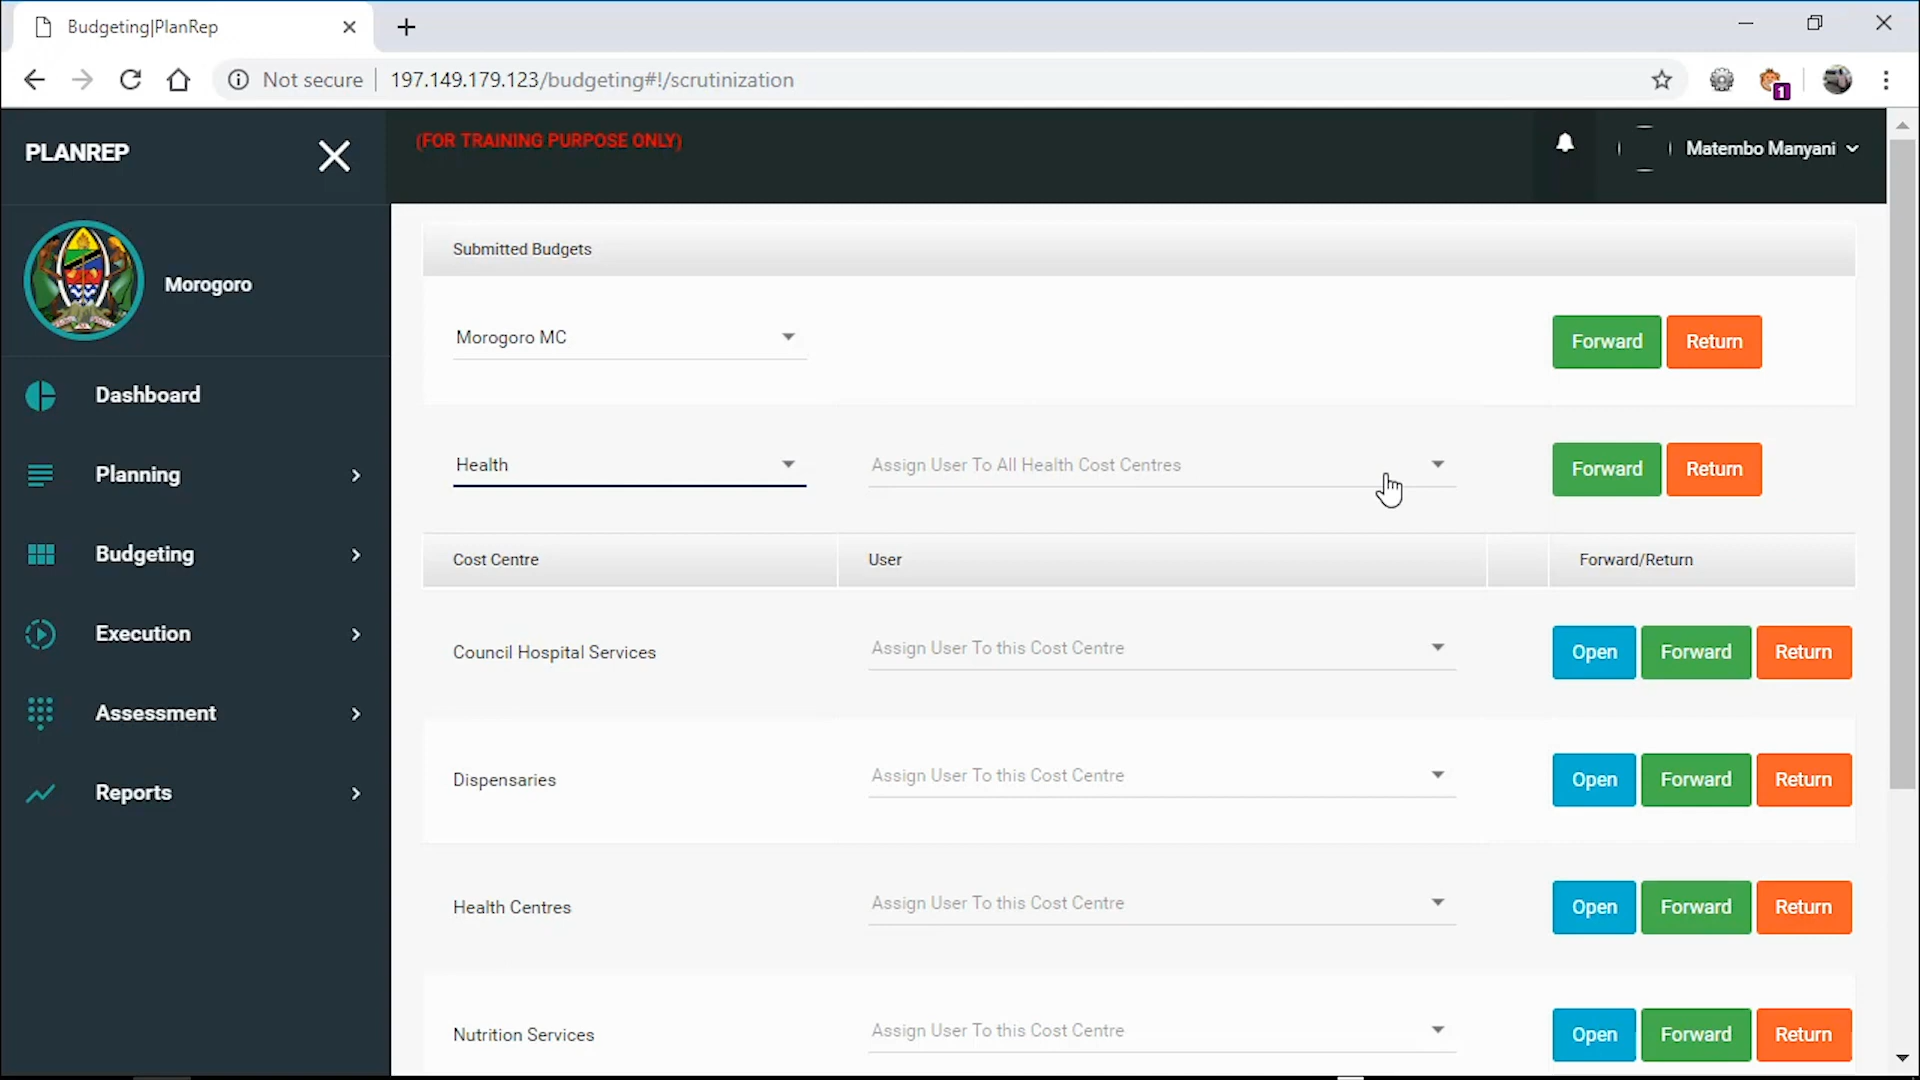 Budgeting|PlanRep
Not secure 197.149.179.123/budgeting#!/scrutinization
1
PLANREP
(FOR TRAINING PURPOSE ONLY)
Matembo Manyani
Morogoro
Dashboard
Planning
Budgeting
Execution
Assessment
Reports
Submitted Budgets
Morogoro MC Forward Return
Health Assign User To All Health Cost Centres Forward Return
Cost Centre User Forward/Return
Council Hospital Services Assign User To this Cost Centre Open Forward Return
Dispensaries Assign User To this Cost Centre Open Forward Return
Health Centres Assign User To this Cost Centre Open Forward Return
Nutrition Services Assign User To this Cost Centre Open Forward Return